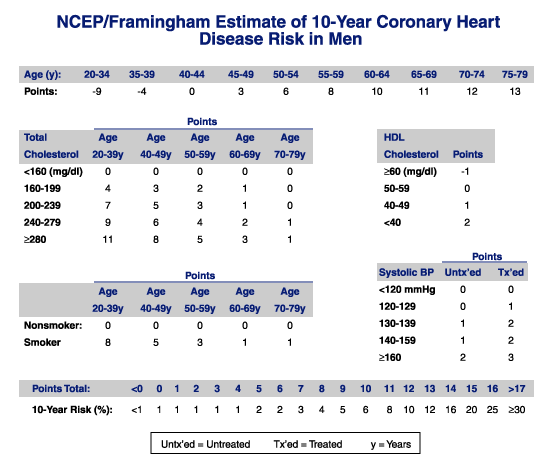 NCEP/Framingham Estimate of 10-Year Coronary Heart
Disease Risk in Men
Age (y): 20-34 35-39 40-44 45-49 50-54 55-59 60-64 65-69 70-74 75-79
Points: -9 -4 0 3 6 8 10 11 12 13
Points
Total Age Age Age Age Age
Cholesterol 20-39y 40-49y 50-59y 60-69y 70-79y
<160 (mg/dl) 0 0 0 0 0
160-199 4 3 2 1 0
200-239 7 5 3 1 0
240-279 9 6 4 2 1
≥280 11 8 5 3 1
HDL
Cholesterol Points
≥60 (mg/dl) -1
50-59 0
40-49 1
<40 2
Points
Systolic BP Untx'ed Tx'ed
<120 mmHg 0 0
120-129 0 1
130-139 1 2
140-159 1 2
≥160 2 3
Points
Age Age Age Age Age
20-39y 40-49y 50-59y 60-69y 70-79y
Nonsmoker: 0 0 0 0 0
Smoker 8 5 3 1 1
Points Total: <0 0 1 2 3 4 5 6 7 8 9 10 11 12 13 14 15 16 >17
10-Year Risk (%): <1 1 1 1 1 1 2 2 3 4 5 6 8 10 12 16 20 25 ≥30
Untx'ed = Untreated Tx'ed = Treated y = Years